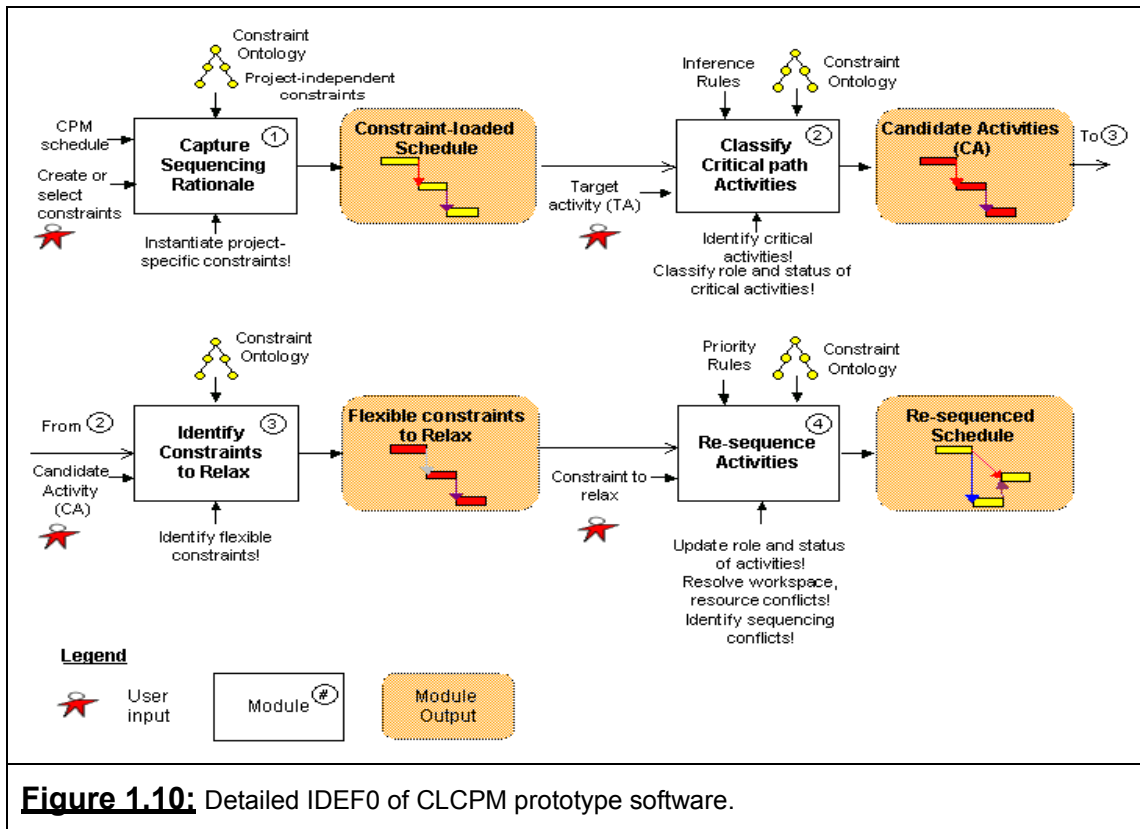 Constraint
Ontology
Project-independent
constraints
CPM
schedule
Create or
select
constraints
Capture
Sequencing
Rationale
1
Instantiate project-
specific constraints!
Constraint-loaded
Schedule
Inference
Rules
Constraint
Ontology
Target
activity (TA)
Classify
Critical path
Activities
2
Identify critical
activities!
Classify role and status of
critical activities!
Candidate Activities
(CA)
To 3
Constraint
Ontology
From 2
Candidate
Activity
(CA)
Identify
Constraints
to Relax
3
Identify flexible
constraints!
Flexible constraints
to Relax
Priority
Rules
Constraint
Ontology
Constraint to
relax
Re-sequence
Activities
4
Update role and status
of activities!
Resolve workspace,
resource conflicts!
Identify sequencing
conflicts!
Re-sequenced
Schedule
Legend
User
input
Module #
Module
Output
Figure 1.10: Detailed IDEF0 of CLCPM prototype software.